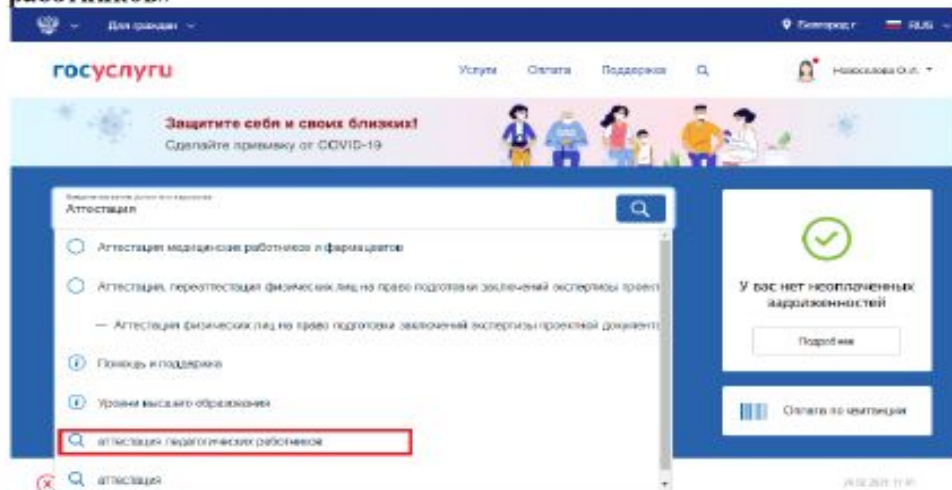 работников»
Для граждан
Белгород г
RUS
госуслуги
Услуги Оплата Поддержка
Новоселова О.И.
Защитите себя и своих близких!
Сделайте прививку от COVID-19
Аттестация
Аттестация медицинских работников и фармацевтов
Аттестация, переаттестация физических лиц на право подготовки заключений экспертизы проект
— Аттестация физических лиц на право подготовки заключений экспертизы проектной документа
Помощь и поддержка
Уровни высшего образования
аттестация педагогических работников
аттестация
У вас нет неоплаченных
задолженностей
Подробнее
Оплата по квитанции